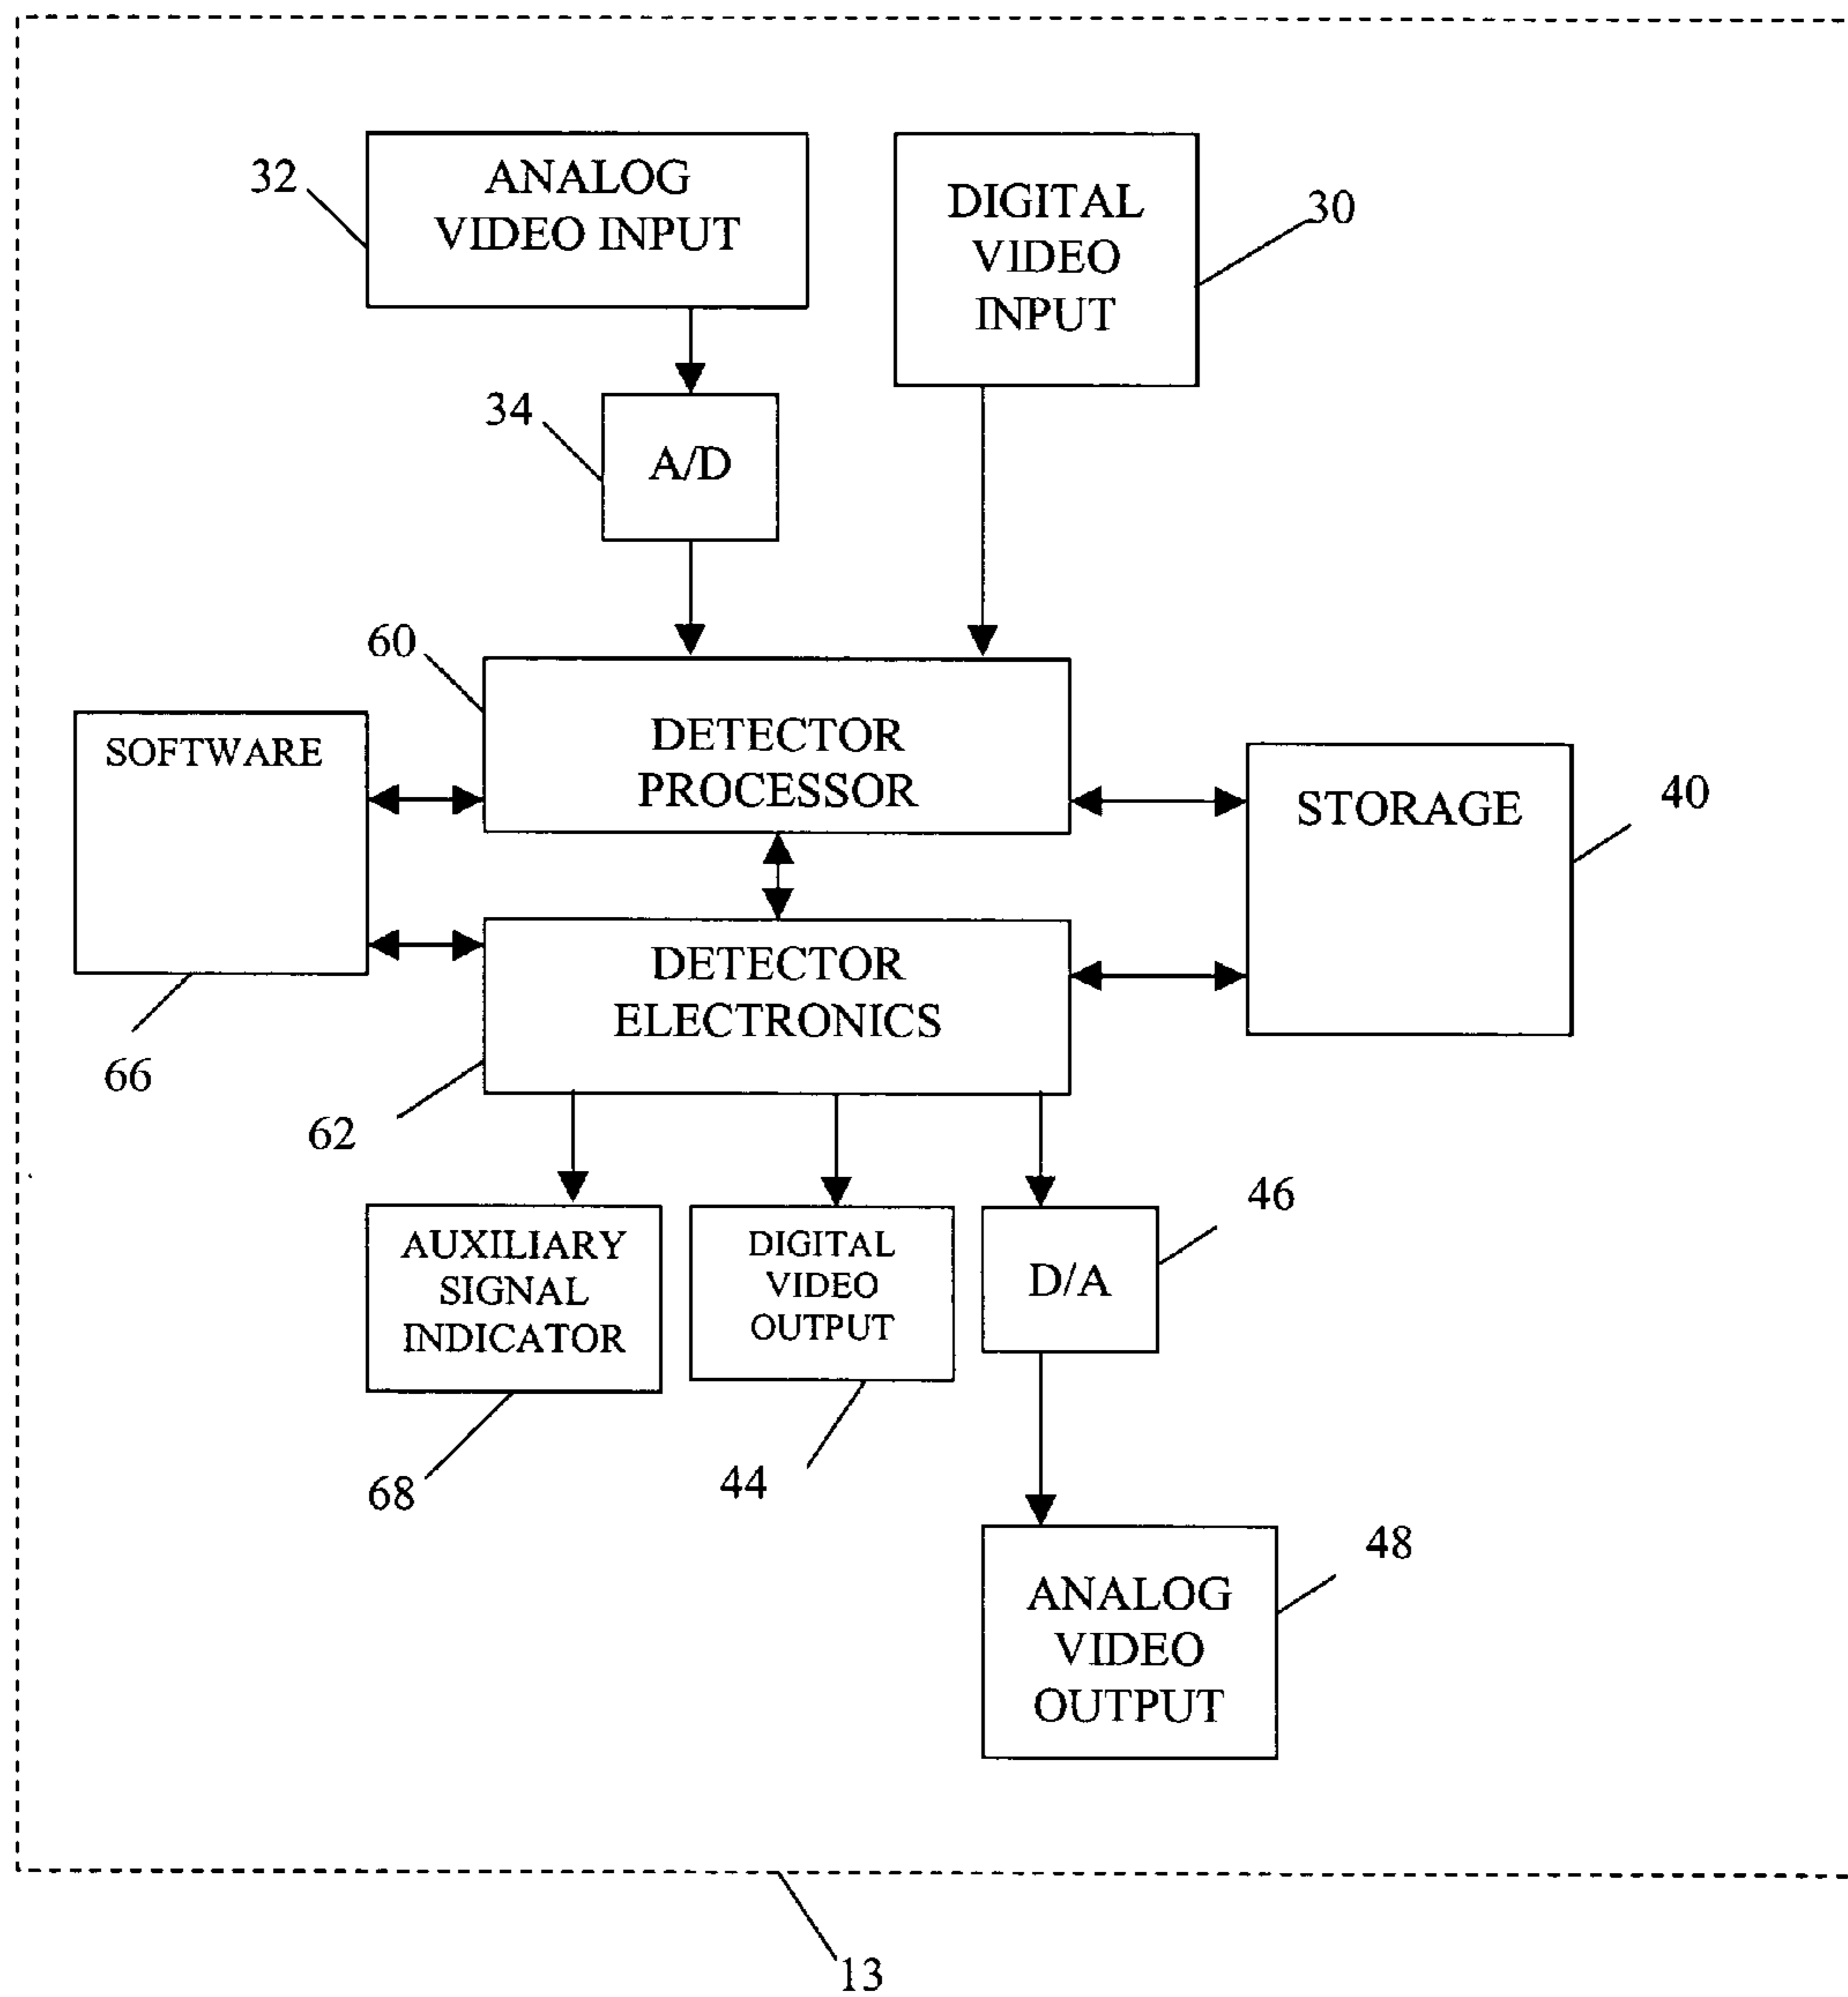 32
ANALOG
VIDEO INPUT
DIGITAL
VIDEO
INPUT
30
34
A/D
60
DETECTOR
PROCESSOR
SOFTWARE
STORAGE
40
DETECTOR
ELECTRONICS
66
62
AUXILIARY
SIGNAL
INDICATOR
DIGITAL
VIDEO
OUTPUT
D/A
46
68
44
ANALOG
VIDEO
OUTPUT
48
13